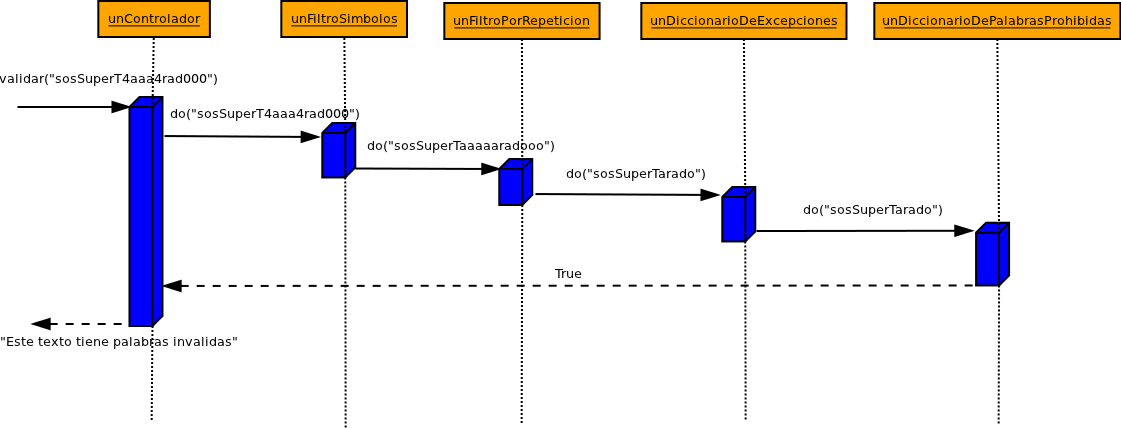 unControlador
unFiltroSimbolos
unFiltroPorRepeticion
unDiccionarioDeExcepciones
unDiccionarioDePalabrasProhibidas
validar("sosSuperT4aaa4rad000")
do("sosSuperT4aaa4rad000")
do("sosSuperTaaaaaradooo")
do("sosSuperTarado")
do("sosSuperTarado")
True
"Este texto tiene palabras invalidas"